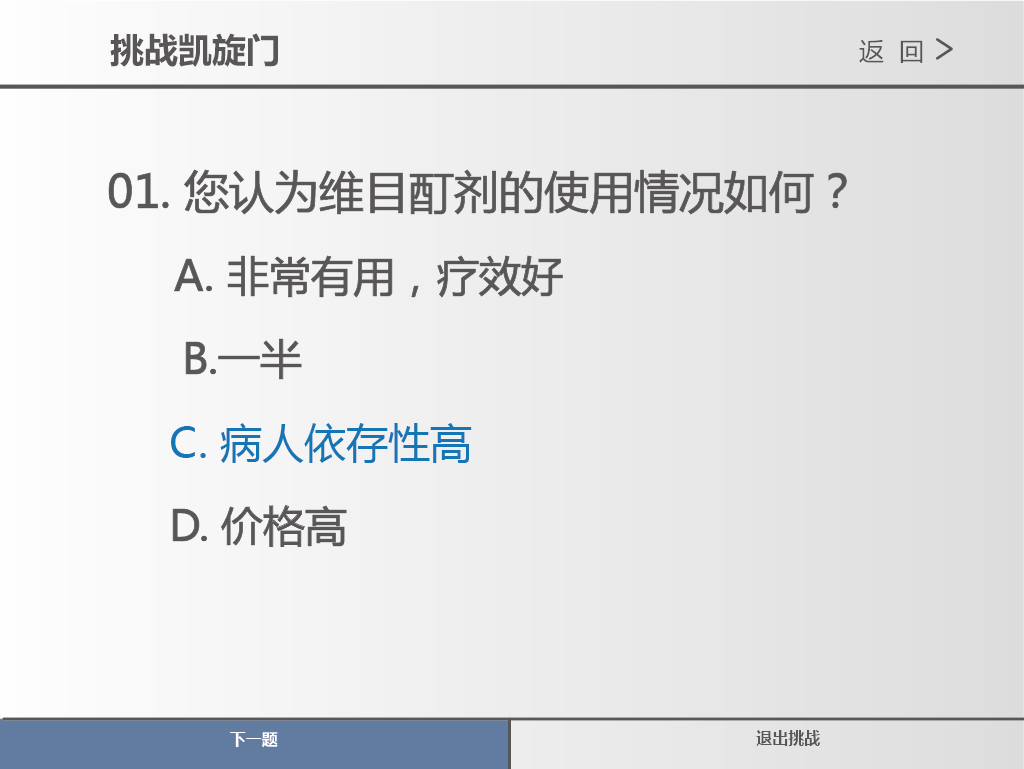 挑战凯旋门
返 回 >
01. 您认为维目酊剂的使用情况如何？
A. 非常有用，疗效好
B.一半
C. 病人依存性高
D. 价格高
下一题
退出挑战